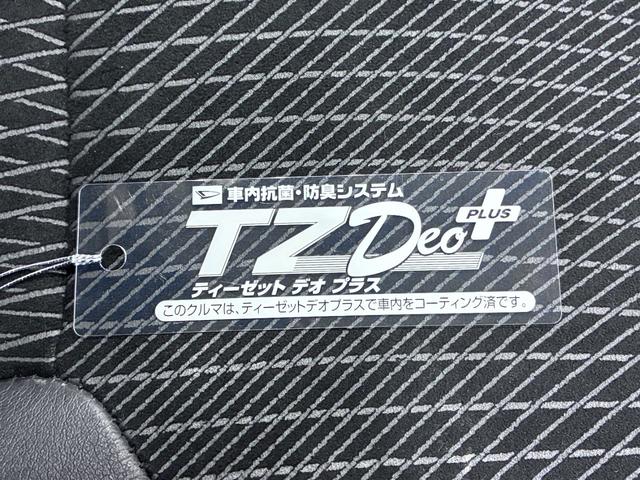 車内抗菌・防臭システム
TZ Deo PLUS
ティーゼット デオ プラス
このクルマは、ティーゼットデオプラスで車内をコーティング済です。